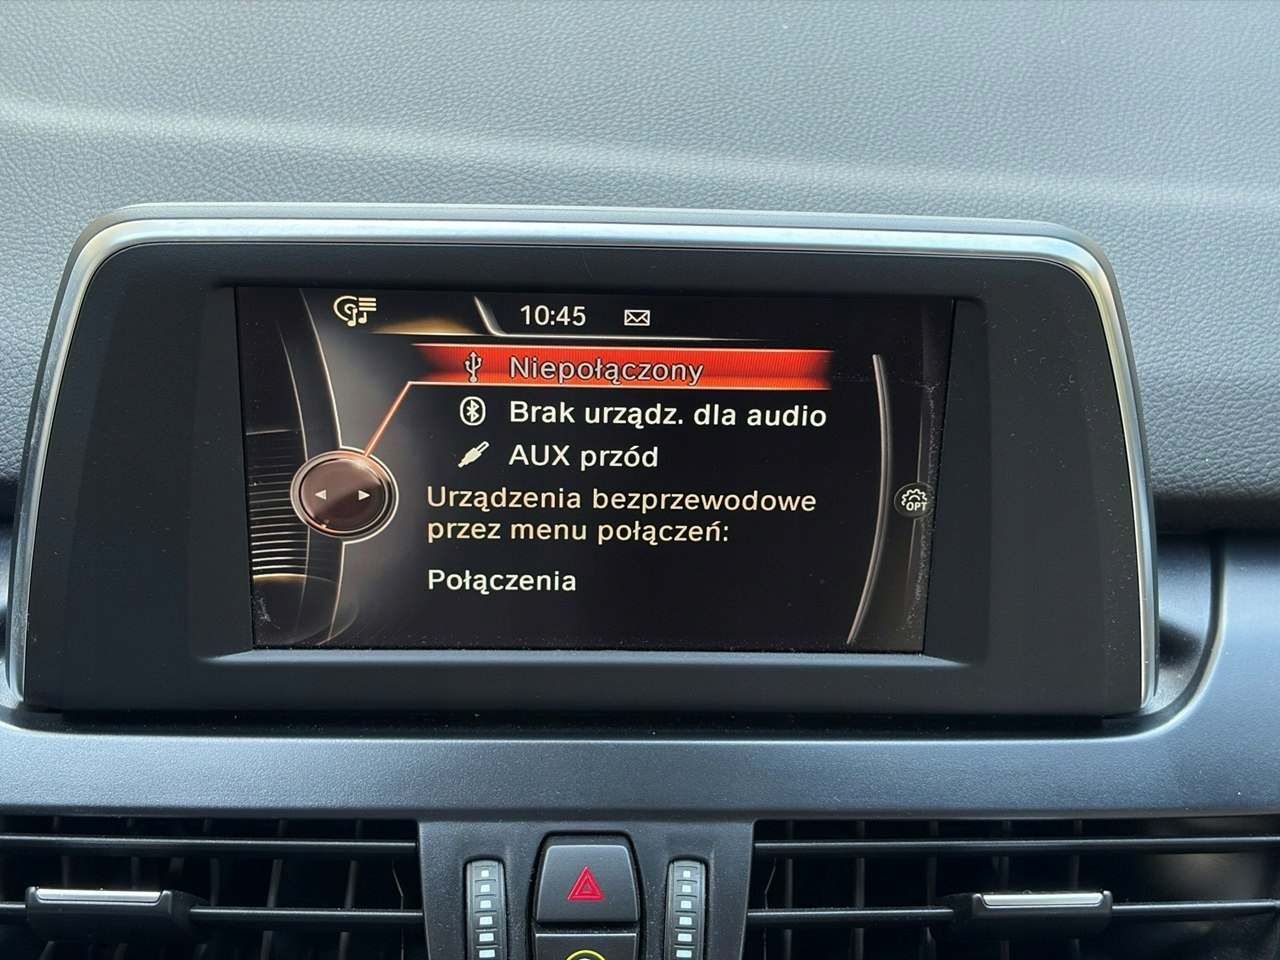 10:45
Niepołączony
Brak urządz. dla audio
AUX przód
Urządzenia bezprzewodowe
przez menu połączeń:
OPT
Połączenia